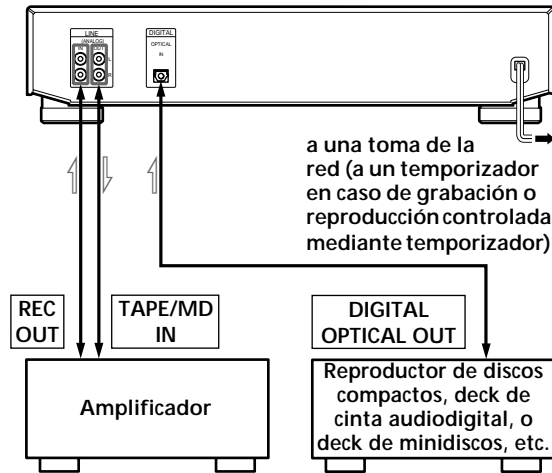 LINE
(ANALOG)
IN OUT
L
R
DIGITAL
OPTICAL
IN
a una toma de la
red (a un temporizador
en caso de grabación o
reproducción controlada
mediante temporizador)
REC
OUT
TAPE/MD
IN
DIGITAL
OPTICAL OUT
Amplificador
Reproductor de discos
compactos, deck de
cinta audiodigital, o
deck de minidiscos, etc.